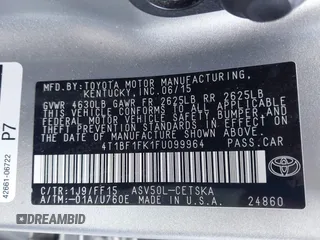 MFD.BY:TOYOTA MOTOR MANUFACTURING,
KENTUCKY,INC.06/15
GVWR 4630LB GAWR FR 2625LB RR 2625LB
THIS VEHICLE CONFORMS TO ALL APPLICABLE
FEDERAL MOTOR VEHICLE SAFETY, BUMPER, AND
THEFT PREVENTION STANDARDS IN EFFECT ON
THE DATE OF MANUFACTURE SHOWN ABOVE.
4T1BF1FK1FU099964 PASS.CAR
C/TR:1J9/FF15 ASV50L-CETSKA
A/TM:-01A/U760E 24860
TOYOTA
P7
42661-06722
DREAMBID